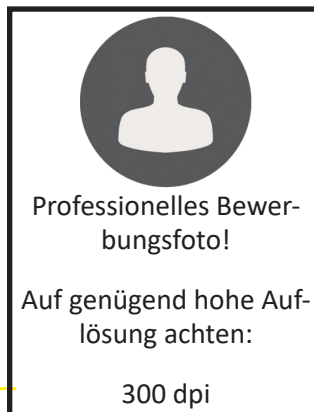 Professionelles Bewer-
bungsfoto!
Auf genügend hohe Auf-
lösung achten:
300 dpi